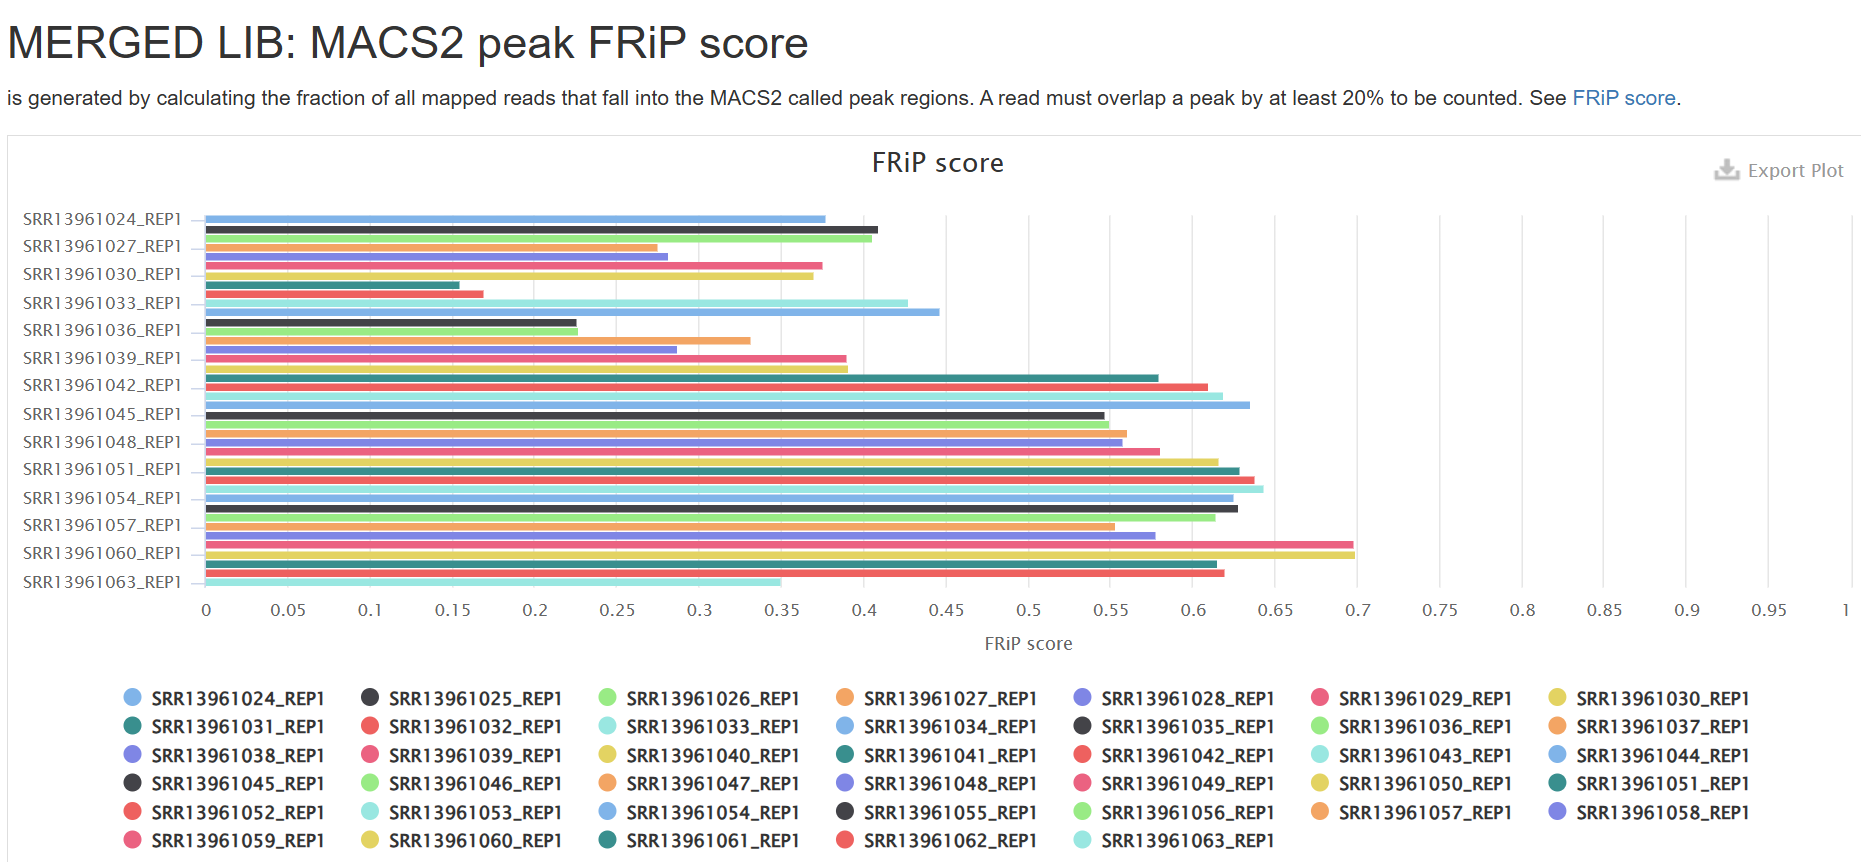 MERGED LIB: MACS2 peak FRiP score
is generated by calculating the fraction of all mapped reads that fall into the MACS2 called peak regions. A read must overlap a peak by at least 20% to be counted. See FRiP score.
FRiP score
Export Plot
SRR13961024_REP1
SRR13961027_REP1
SRR13961030_REP1
SRR13961033_REP1
SRR13961036_REP1
SRR13961039_REP1
SRR13961042_REP1
SRR13961045_REP1
SRR13961048_REP1
SRR13961051_REP1
SRR13961054_REP1
SRR13961057_REP1
SRR13961060_REP1
SRR13961063_REP1
0 0.05 0.1 0.15 0.2 0.25 0.3 0.35 0.4 0.45 0.5 0.55 0.6 0.65 0.7 0.75 0.8 0.85 0.9 0.95 1
FRiP score
SRR13961024_REP1 SRR13961025_REP1 SRR13961026_REP1 SRR13961027_REP1 SRR13961028_REP1 SRR13961029_REP1 SRR13961030_REP1
SRR13961031_REP1 SRR13961032_REP1 SRR13961033_REP1 SRR13961034_REP1 SRR13961035_REP1 SRR13961036_REP1 SRR13961037_REP1
SRR13961038_REP1 SRR13961039_REP1 SRR13961040_REP1 SRR13961041_REP1 SRR13961042_REP1 SRR13961043_REP1 SRR13961044_REP1
SRR13961045_REP1 SRR13961046_REP1 SRR13961047_REP1 SRR13961048_REP1 SRR13961049_REP1 SRR13961050_REP1 SRR13961051_REP1
SRR13961052_REP1 SRR13961053_REP1 SRR13961054_REP1 SRR13961055_REP1 SRR13961056_REP1 SRR13961057_REP1 SRR13961058_REP1
SRR13961059_REP1 SRR13961060_REP1 SRR13961061_REP1 SRR13961062_REP1 SRR13961063_REP1